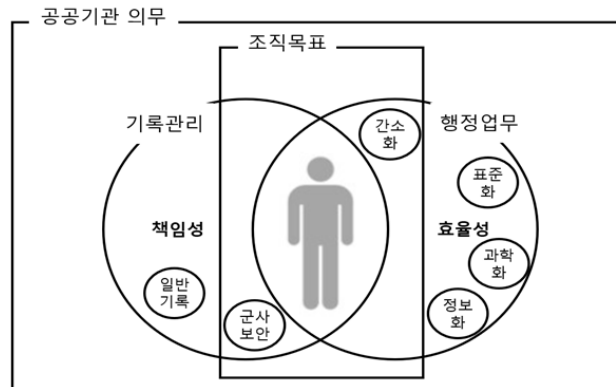 공공기관 의무
조직목표
기록관리
행정업무
간소
화
표준
화
책임성
효율성
과학
화
일반
기록
군사
보안
정보
화